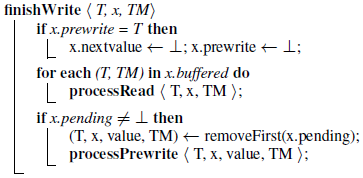 finishWrite ⟨ T, x, TM⟩
if x.prewrite = T then
x.nextvalue ← ⊥; x.prewrite ← ⊥;
for each (T, TM) in x.buffered do
processRead ⟨ T, x, TM ⟩;
if x.pending ≠ ⊥ then
(T, x, value, TM) ← removeFirst(x.pending);
processPrewrite ⟨ T, x, value, TM ⟩;